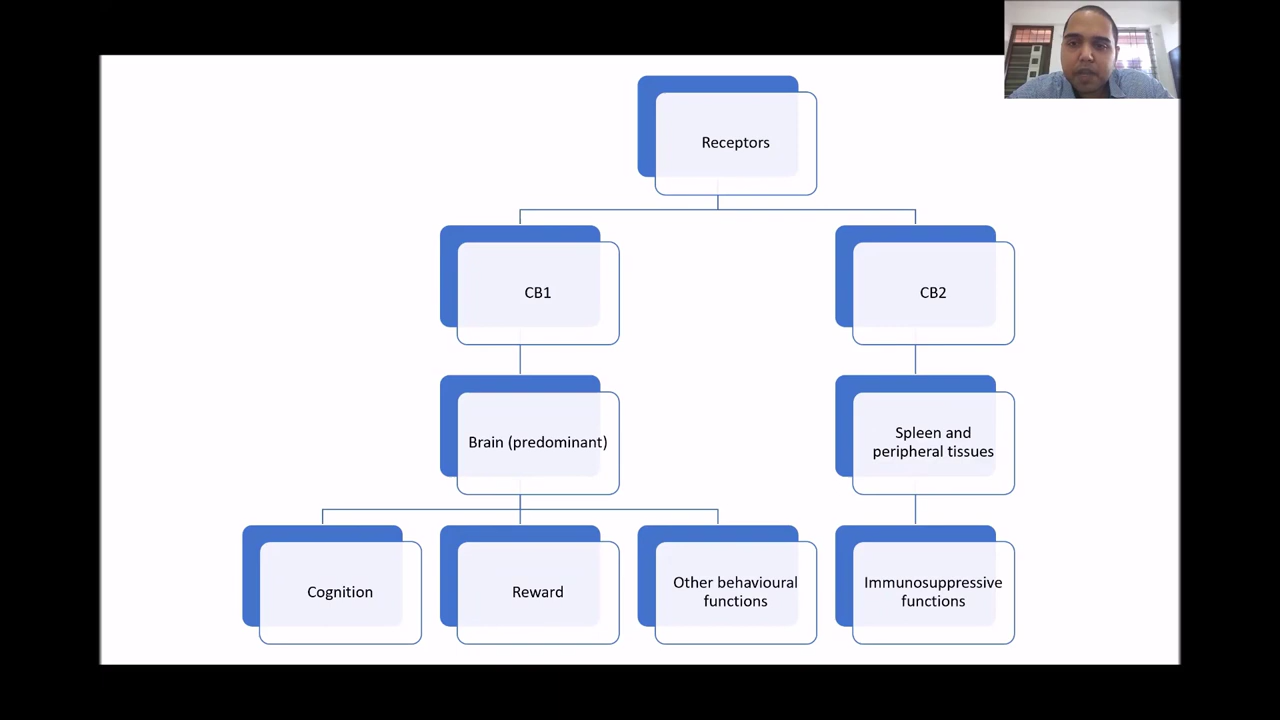 Receptors
CB1
CB2
Brain (predominant)
Spleen and
peripheral tissues
Cognition
Reward
Other behavioural
functions
Immunosuppressive
functions